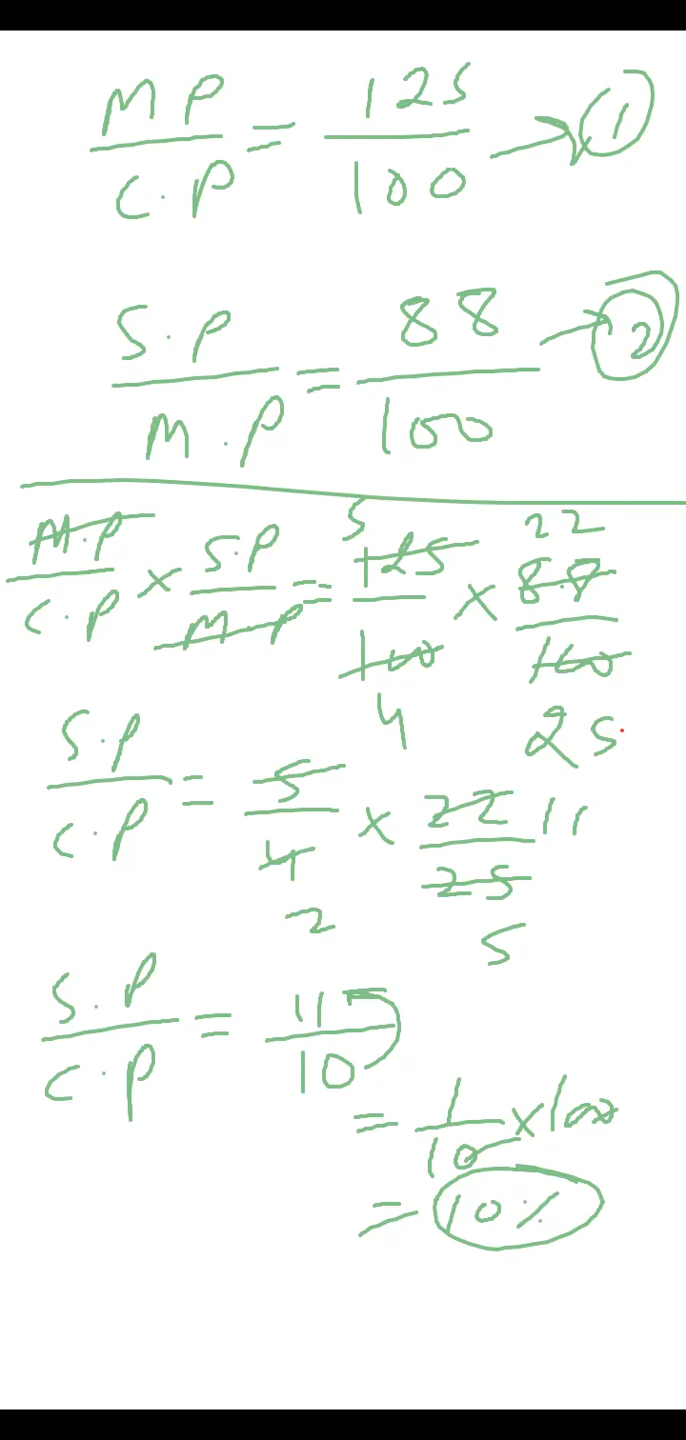 MP/C.P = 125/100 → (1)
S.P/M.P = 88/100 → (2)
M.P/C.P × S.P/M.P = 125/100 × 88/100
5 22
4 25
S.P/C.P = 5/4 × 22/25 11
2 5
S.P/C.P = 11/10
= 1/10 × 100
= 10%